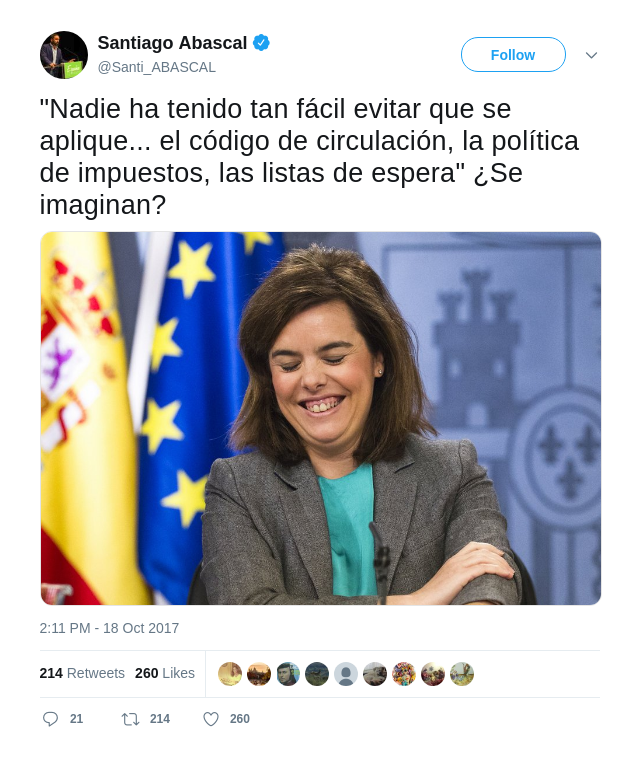 Santiago Abascal
@Santi_ABASCAL
Follow
"Nadie ha tenido tan fácil evitar que se
aplique... el código de circulación, la política
de impuestos, las listas de espera" ¿Se
imaginan?
2:11 PM - 18 Oct 2017
214 Retweets 260 Likes
21 214 260